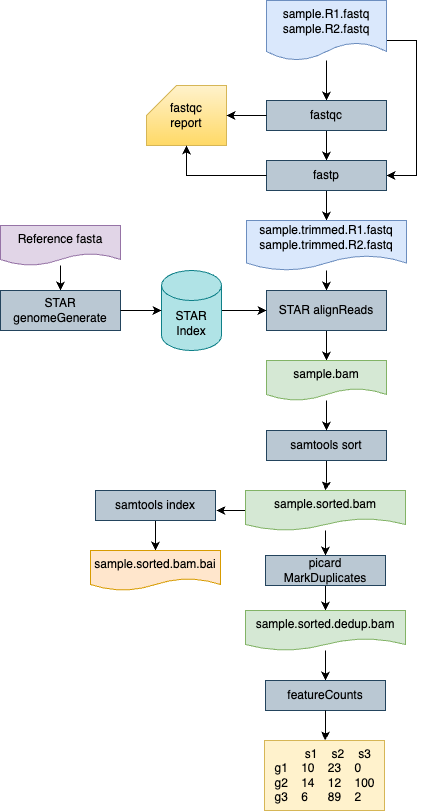 sample.R1.fastq
sample.R2.fastq
fastqc
report
fastqc
fastp
sample.trimmed.R1.fastq
sample.trimmed.R2.fastq
Reference fasta
STAR
genomeGenerate
STAR
Index
STAR alignReads
sample.bam
samtools sort
samtools index
sample.sorted.bam
sample.sorted.bam.bai
picard
MarkDuplicates
sample.sorted.dedup.bam
featureCounts
s1 s2 s3
g1 10 23 0
g2 14 12 100
g3 6 89 2